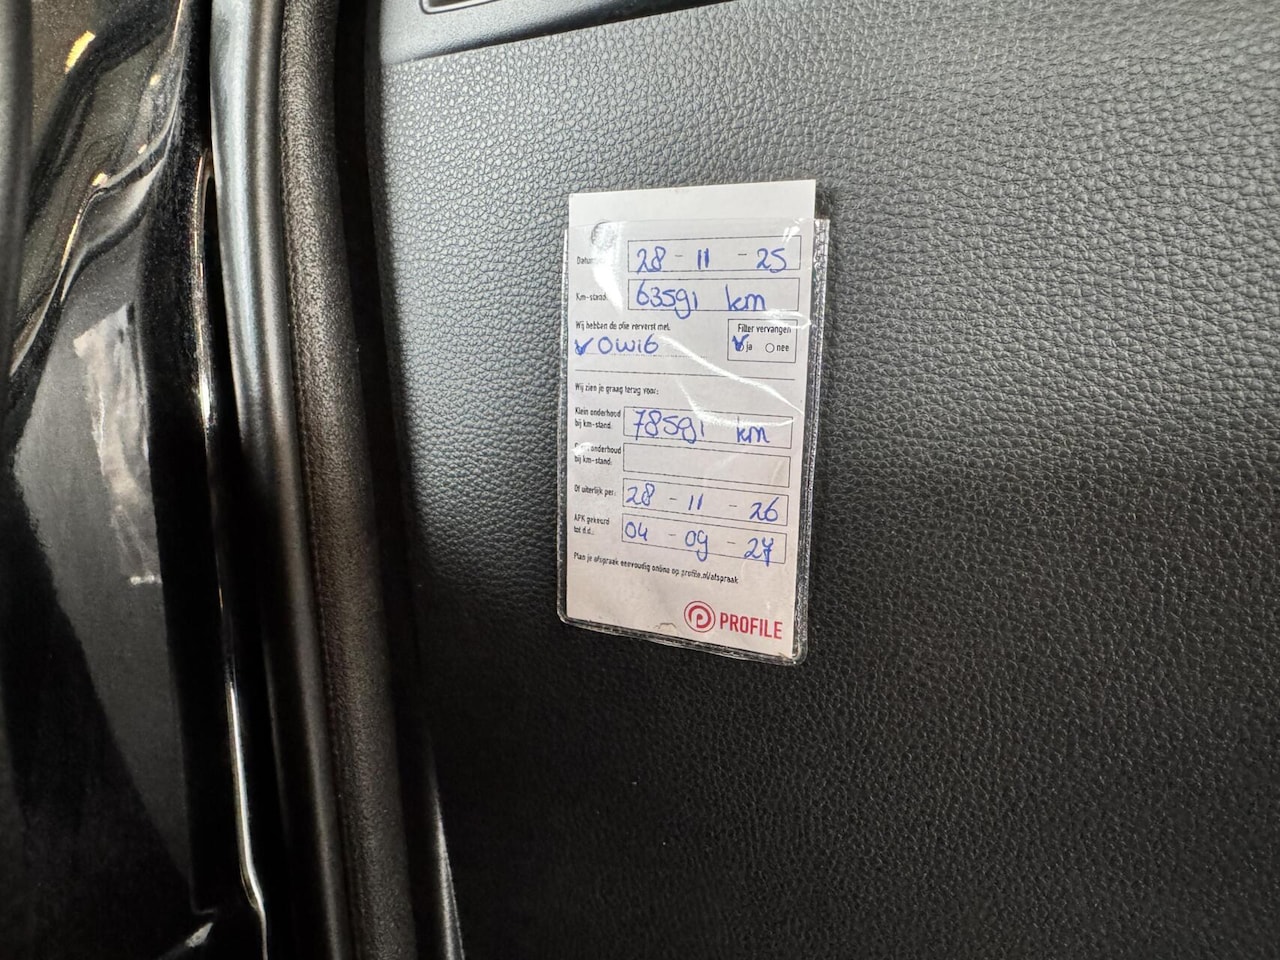 28 - 11 - 25
Km-stand: 63591 km
Wij hebben de olie ververst met:
0W16
Filter vervangen
ja nee
Wij zien je graag terug voor:
Klein onderhoud
bij km-stand: 78591 km
onderhoud
bij km-stand:
Of uiterlijk per: 28 - 11 - 26
APK gekeurd
tot d.d.: 04 - 09 - 27
Plan je afspraak eenvoudig online op profile.nl/afspraak
PROFILE